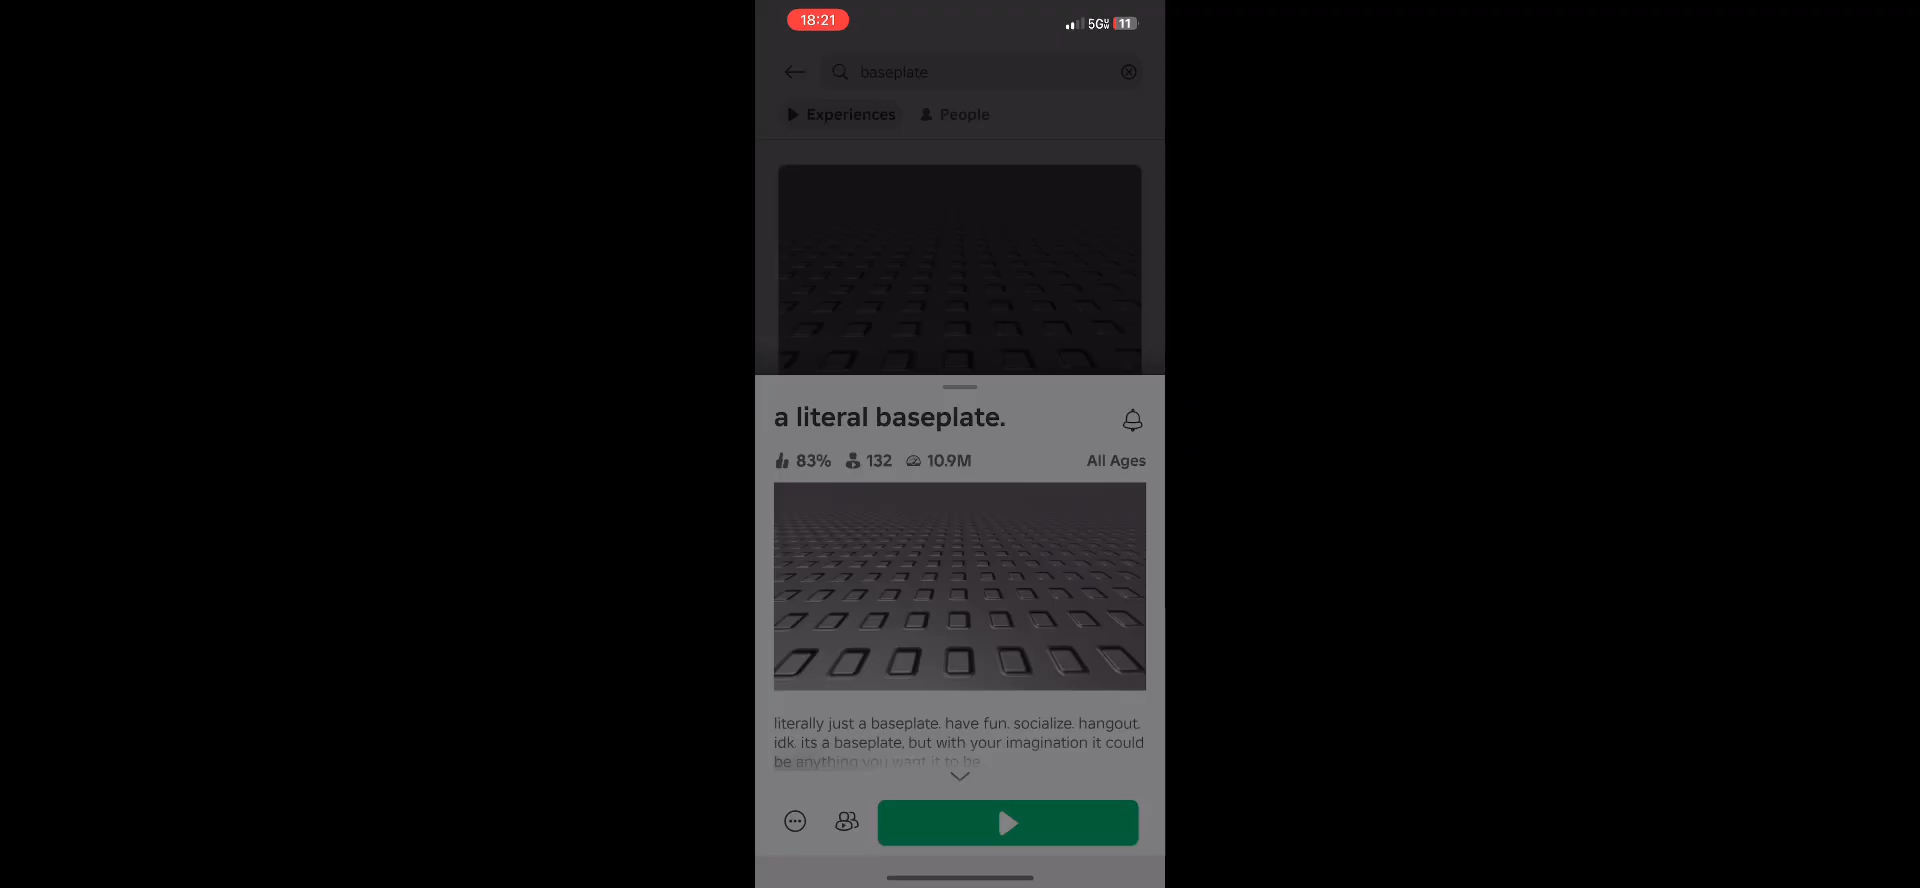 18:21
5G UW 11
baseplate
Experiences People
a literal baseplate.
83% 132 10.9M All Ages
literally just a baseplate. have fun. socialize. hangout.
idk. its a baseplate, but with your imagination it could
be anything you want it to be.